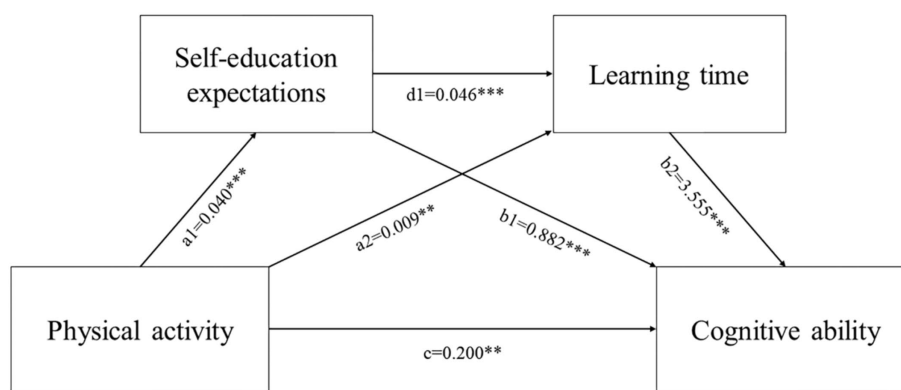 Self-education
expectations
Learning time
d1=0.046***
a1=0.040***
a2=0.009**
b1=0.882***
b2=3.555***
Physical activity
Cognitive ability
c=0.200**